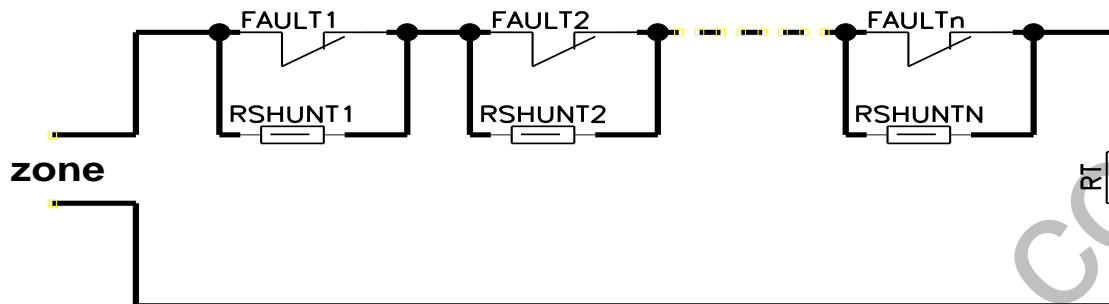 FAULT1 FAULT2 FAULTn
RSHUNT1 RSHUNT2 RSHUNTN
zone
RT